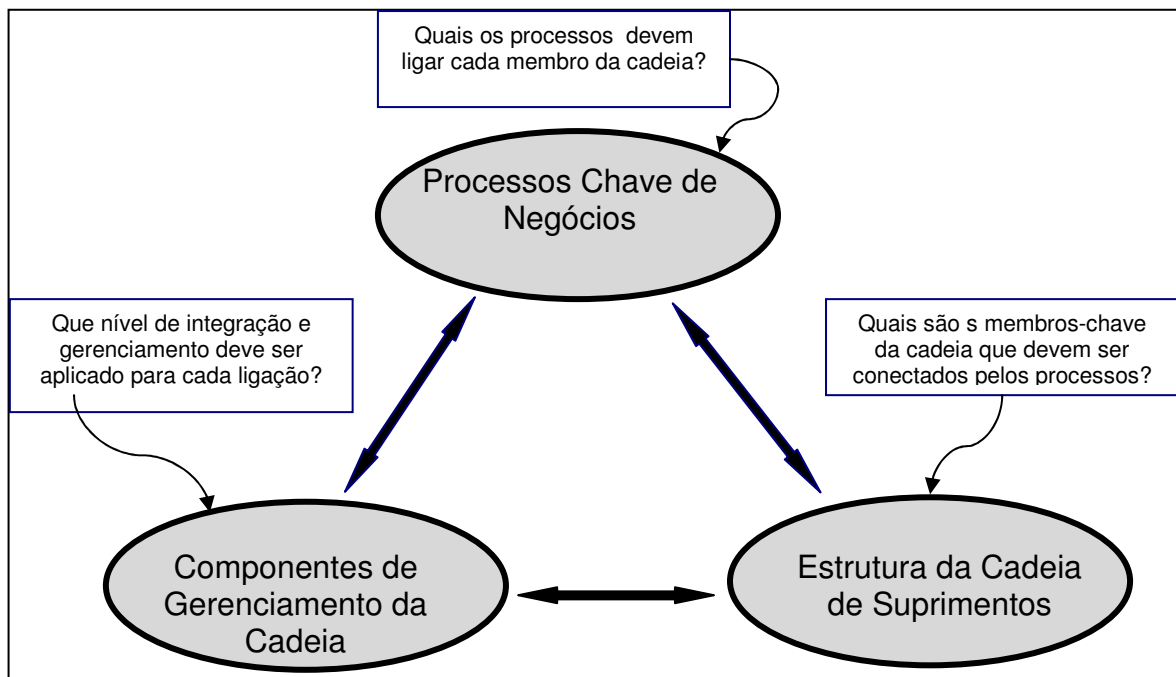 Quais os processos devem
ligar cada membro da cadeia?
Processos Chave de
Negócios
Que nível de integração e
gerenciamento deve ser
aplicado para cada ligação?
Quais são s membros-chave
da cadeia que devem ser
conectados pelos processos?
Componentes de
Gerenciamento da
Cadeia
Estrutura da Cadeia
de Suprimentos